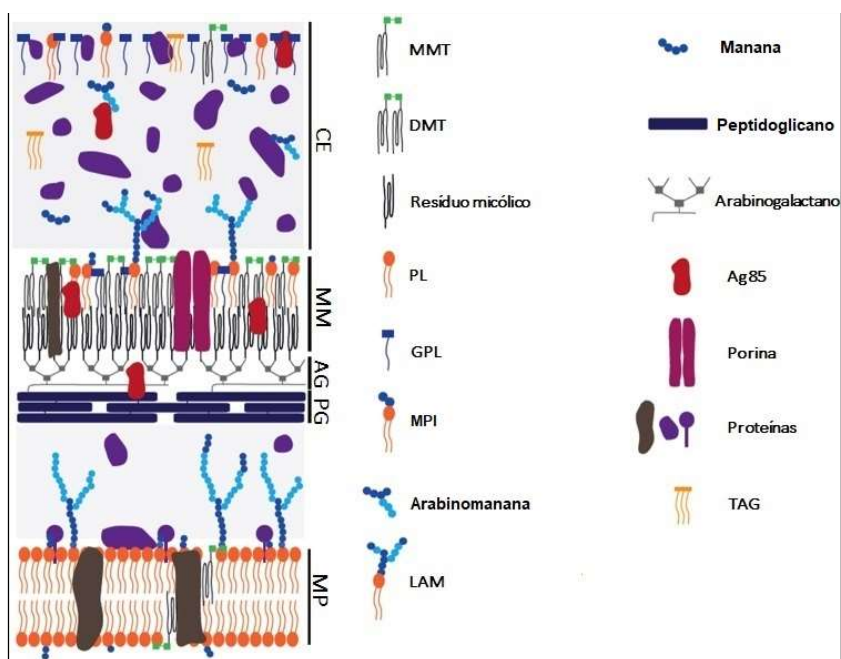 CE
MM
AG
PG
MP
MMT
DMT
Resíduo micólico
PL
GPL
MPI
Arabinomanana
LAM
Manana
Peptidoglicano
Arabinogalactano
Ag85
Porina
Proteínas
TAG